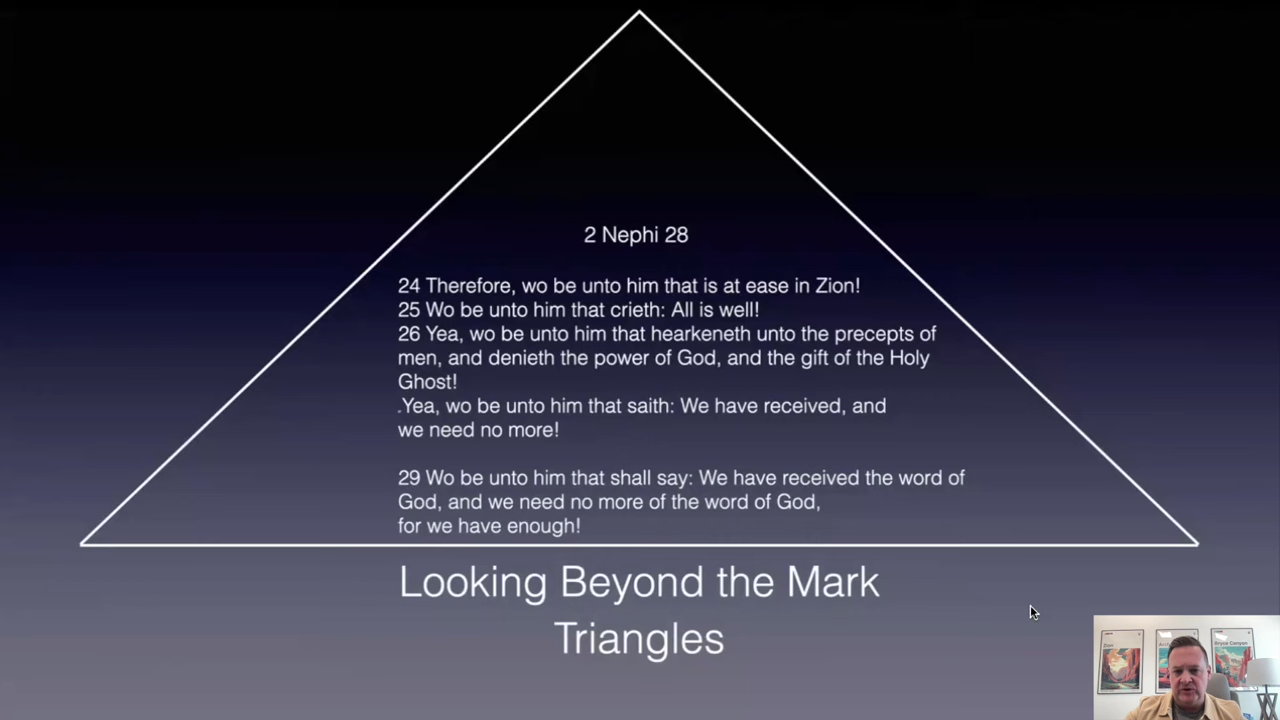 2 Nephi 28
24 Therefore, wo be unto him that is at ease in Zion!
25 Wo be unto him that crieth: All is well!
26 Yea, wo be unto him that hearkeneth unto the precepts of
men, and denieth the power of God, and the gift of the Holy
Ghost!
.Yea, wo be unto him that saith: We have received, and
we need no more!
29 Wo be unto him that shall say: We have received the word of
God, and we need no more of the word of God,
for we have enough!
Looking Beyond the Mark
Triangles
Zion
Bryce Canyon